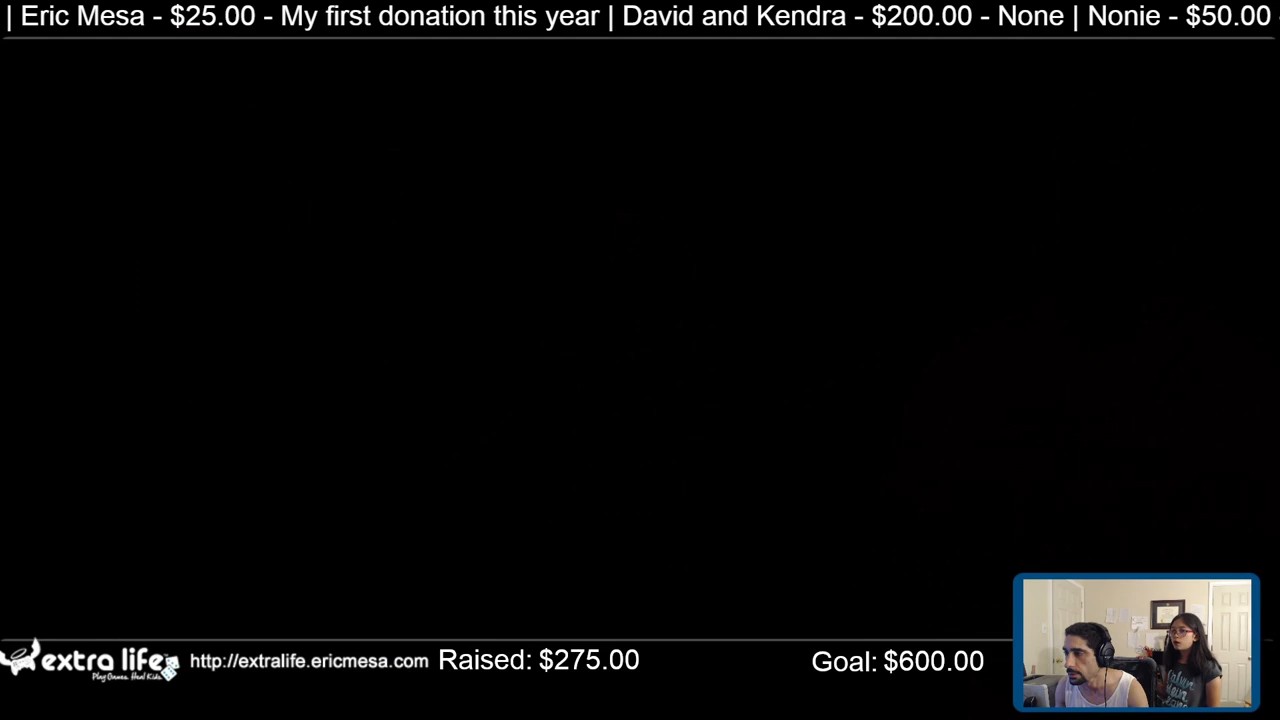 | Eric Mesa - $25.00 - My first donation this year | David and Kendra - $200.00 - None | Nonie - $50.00
extra life
Play Games. Heal Kids.
http://extralife.ericmesa.com
Raised: $275.00
Goal: $600.00